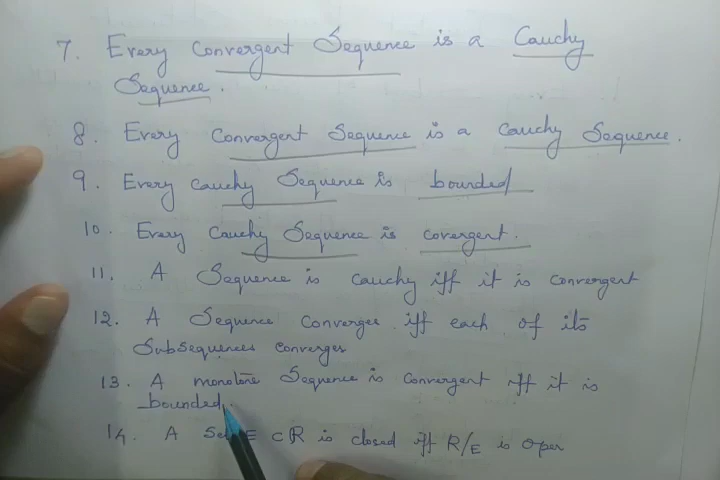 7. Every Convergent Sequence is a Cauchy
Sequence.
8. Every Convergent Sequence is a Cauchy Sequence.
9. Every Cauchy Sequence is bounded
10. Every Cauchy Sequence is covergent.
11. A Sequence is Cauchy iff it is convergent
12. A Sequence Converges iff each of its
Subsequences converges
13. A monotone Sequence is Convergent iff it is
bounded.
14. A E ⊂ R is closed iff R/E is open